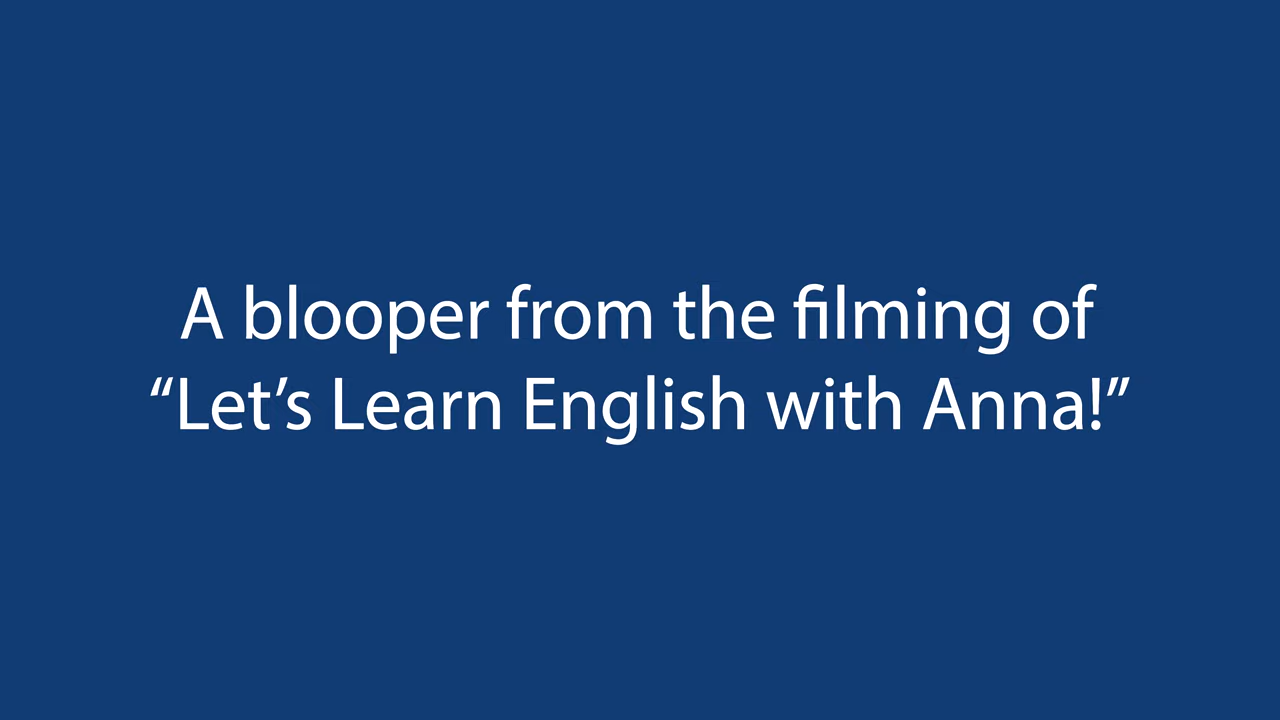 A blooper from the filming of
“Let’s Learn English with Anna!”